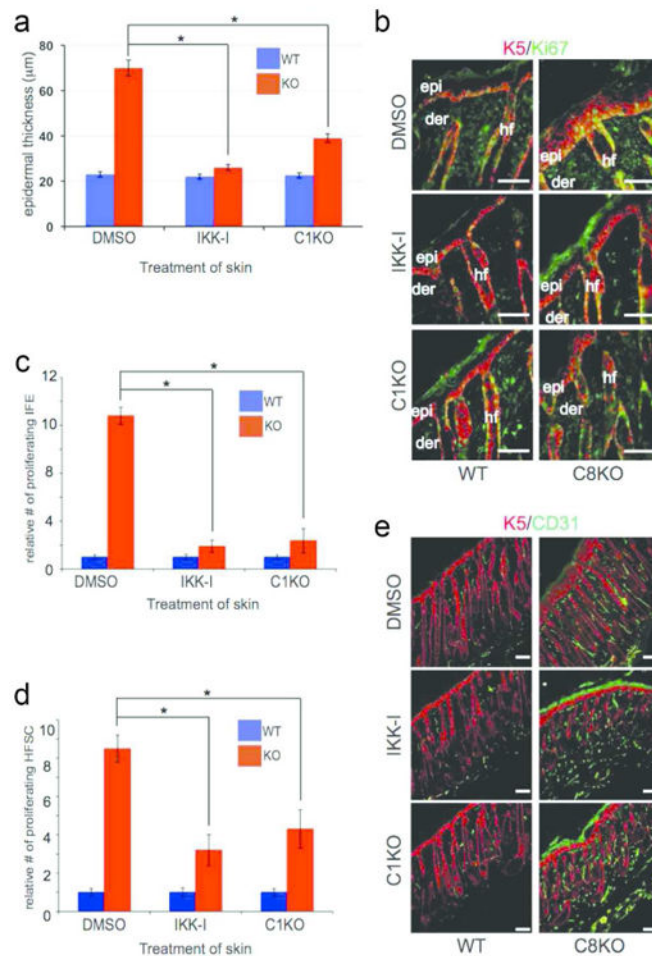 a
epidermal thickness (μm)
80
60
40
20
0
*
*
WT
KO
DMSO
IKK-I
C1KO
Treatment of skin
b
K5/Ki67
DMSO
IKK-I
C1KO
epi
der
hf
epi
der
hf
epi
der
hf
epi
der
hf
epi
der
hf
epi
der
hf
WT
C8KO
c
relative # of proliferating IFE
12
10
4
2
0
*
*
WT
KO
DMSO
IKK-I
C1KO
Treatment of skin
d
relative # of proliferating HFSC
10
8
6
4
2
0
*
*
WT
KO
DMSO
IKK-I
C1KO
Treatment of skin
e
K5/CD31
DMSO
IKK-I
C1KO
*
WT
C8KO